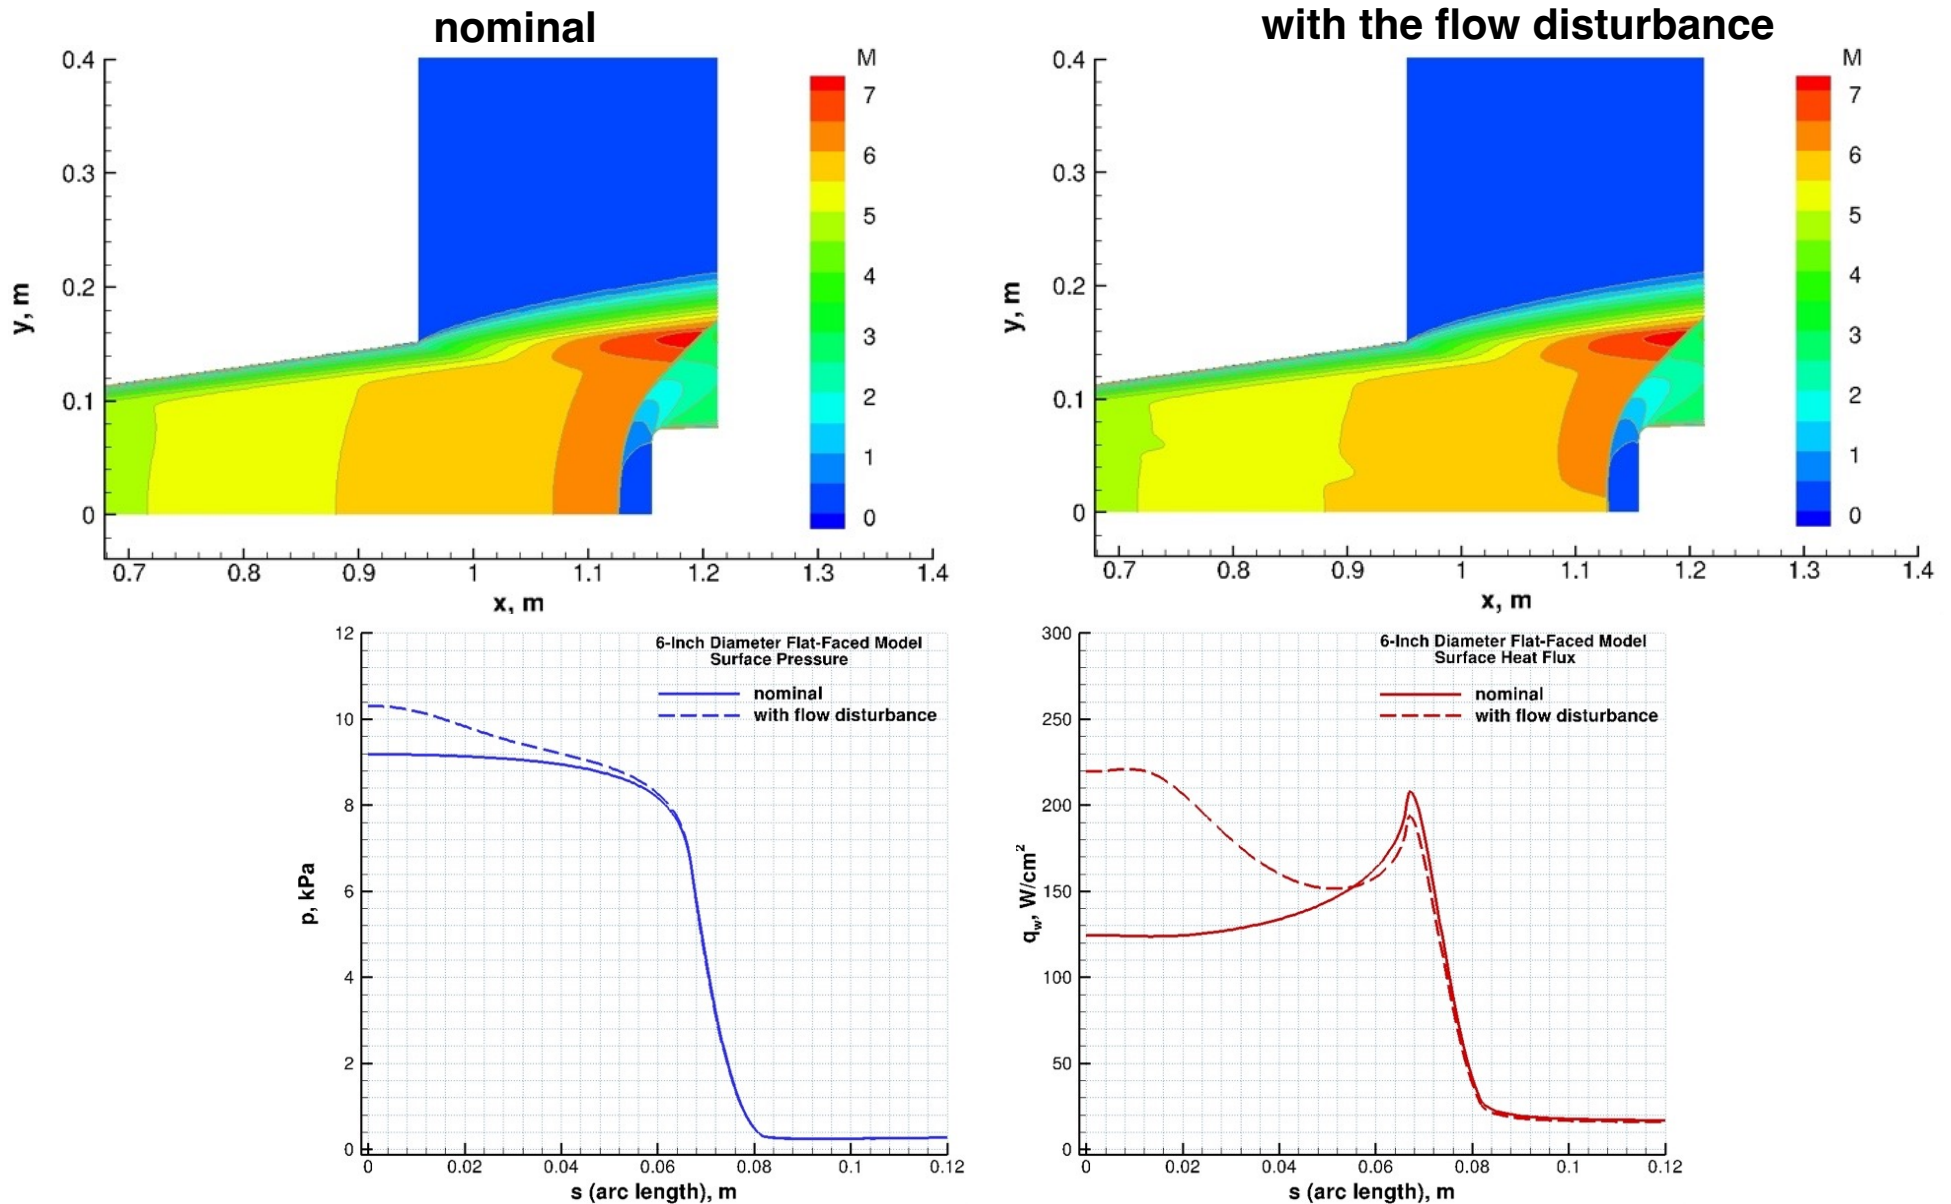 nominal
with the flow disturbance
0.4
0.3
0.2
0.1
0
y, m
0.7 0.8 0.9 1 1.1 1.2 1.3 1.4
x, m
M
7
6
5
4
3
2
1
0
0.4
0.3
0.2
0.1
0
y, m
0.7 0.8 0.9 1 1.1 1.2 1.3 1.4
x, m
M
7
6
5
4
3
2
1
0
6-Inch Diameter Flat-Faced Model
Surface Pressure
nominal
with flow disturbance
12
10
8
6
4
2
0
p, kPa
0 0.02 0.04 0.06 0.08 0.1 0.12
s (arc length), m
6-Inch Diameter Flat-Faced Model
Surface Heat Flux
nominal
with flow disturbance
300
250
200
150
100
50
0
qw, W/cm²
0 0.02 0.04 0.06 0.08 0.1 0.12
s (arc length), m